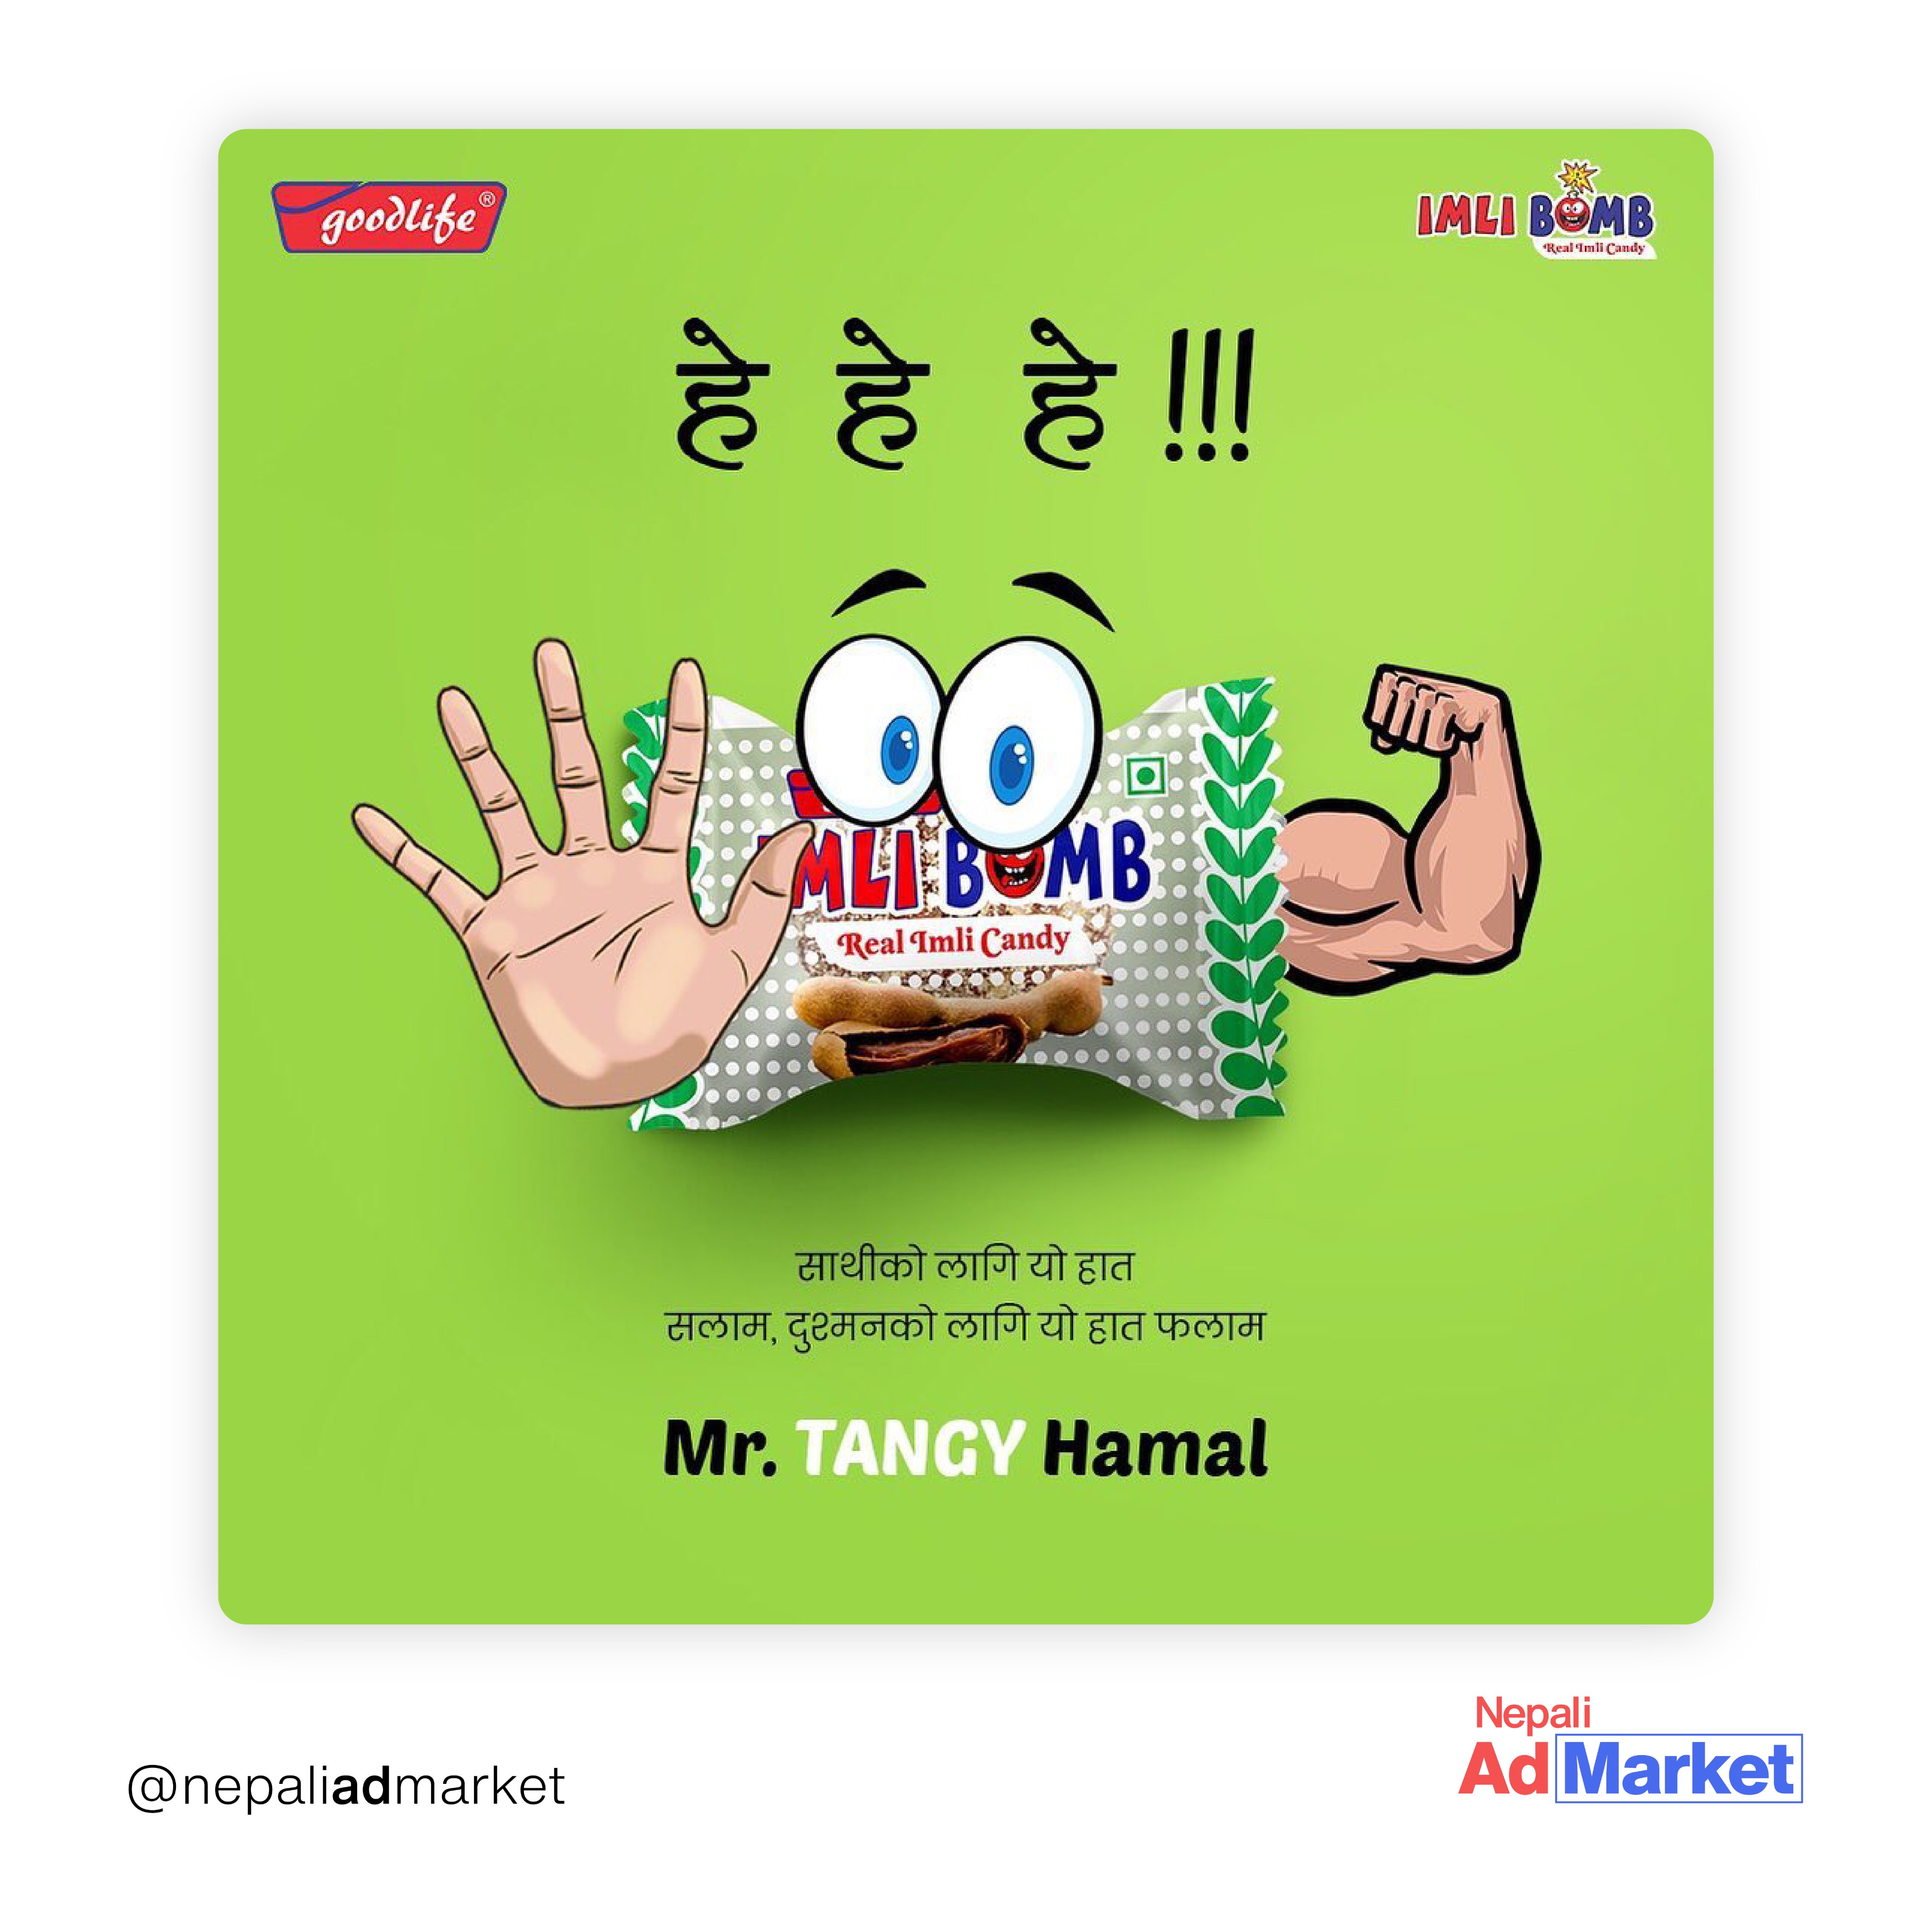 goodlife®
IMLI BOMB
Real Imli Candy
हे हे हे !!!
IMLI BOMB
Real Imli Candy
साथीको लागि यो हात
सलाम, दुश्मनको लागि यो हात फलाम
Mr. TANGY Hamal
@nepaliadmarket
Nepali
Ad Market